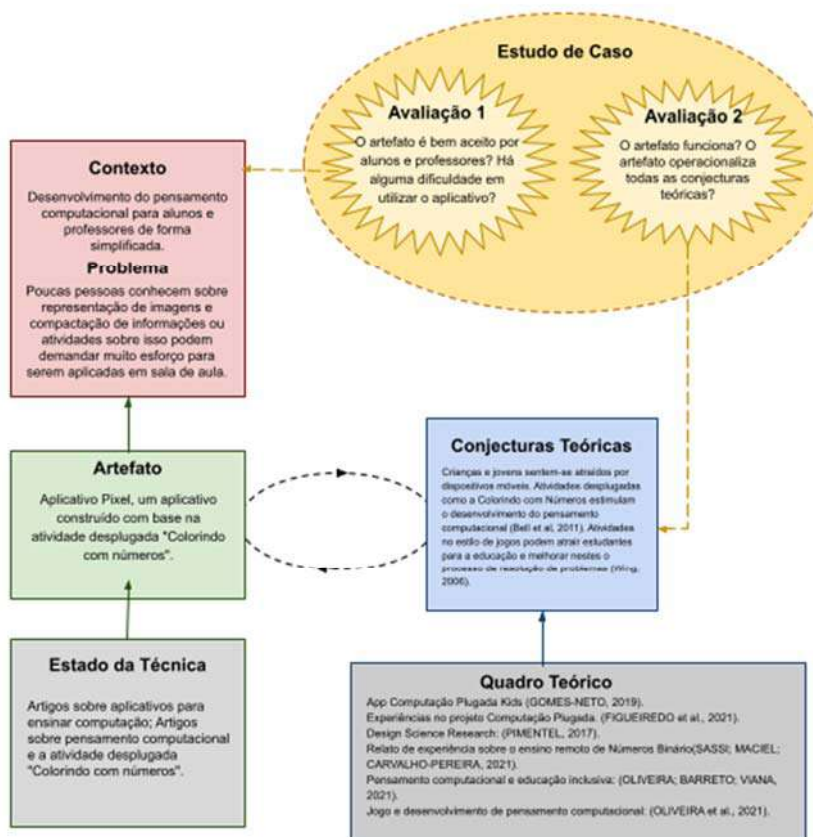 Estudo de Caso
Avaliação 1
O artefato é bem aceito por
alunos e professores? Há
alguma dificuldade em
utilizar o aplicativo?
Avaliação 2
O artefato funciona? O
artefato operacionaliza
todas as conjecturas
teóricas?
Contexto
Desenvolvimento do pensamento
computacional para alunos e
professores de forma
simplificada.
Problema
Poucas pessoas conhecem sobre
representação de imagens e
compactação de informações ou
atividades sobre isso podem
demandar muito esforço para
serem aplicadas em sala de aula.
Artefato
Aplicativo Pixel, um aplicativo
construído com base na
atividade desplugada "Colorindo
com números".
Conjecturas Teóricas
Crianças e jovens sentem-se atraídos por
dispositivos móveis. Atividades desplugadas
como a Colorindo com Números estimulam
o desenvolvimento do pensamento
computacional (Bell et al, 2011). Atividades
no estilo de jogos podem atrair estudantes
para a educação e melhorar nestes o
processo de resolução de problemas (Wing,
2006).
Estado da Técnica
Artigos sobre aplicativos para
ensinar computação; Artigos
sobre pensamento computacional
e a atividade desplugada
"Colorindo com números".
Quadro Teórico
App Computação Plugada Kids (GOMES-NETO, 2019).
Experiências no projeto Computação Plugada. (FIGUEIREDO et al., 2021).
Design Science Research: (PIMENTEL, 2017).
Relato de experiência sobre o ensino remoto de Números Binário(SASSI; MACIEL;
CARVALHO-PEREIRA, 2021).
Pensamento computacional e educação inclusiva: (OLIVEIRA; BARRETO; VIANA,
2021).
Jogo e desenvolvimento de pensamento computacional: (OLIVEIRA et al., 2021).